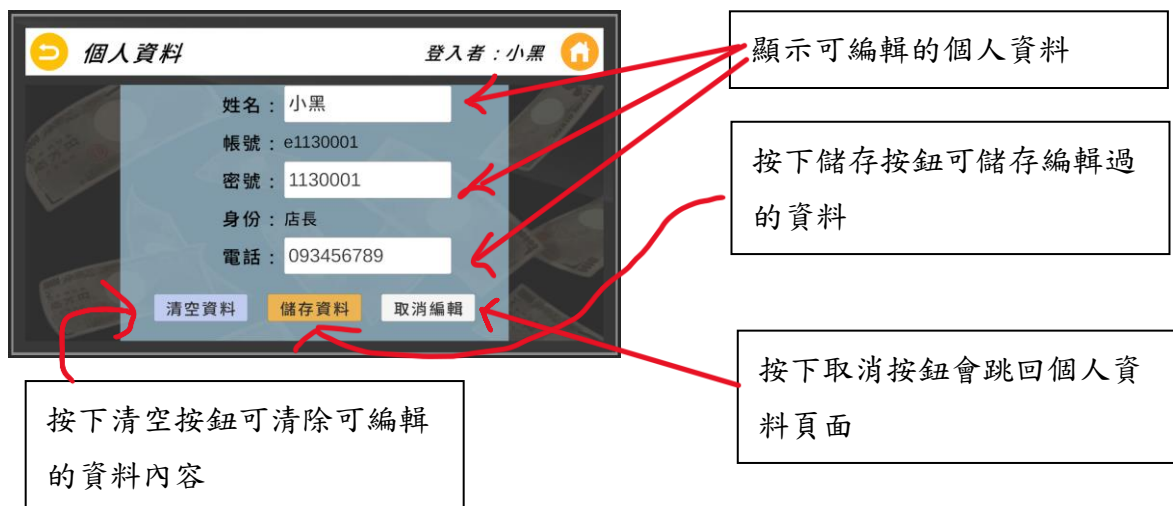 個人資料
登入者：小黑
姓名：小黑
帳號：e1130001
密號：1130001
身份：店長
電話：093456789
清空資料 儲存資料 取消編輯
顯示可編輯的個人資料
按下儲存按鈕可儲存編輯過
的資料
按下取消按鈕會跳回個人資
料頁面
按下清空按鈕可清除可編輯
的資料內容